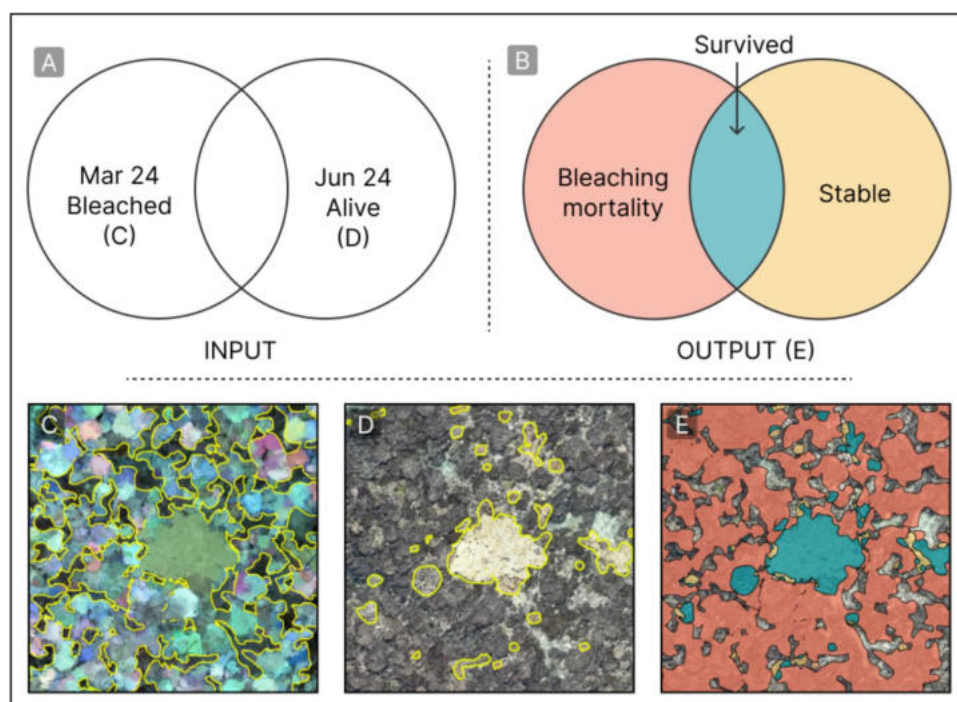 A
Mar 24
Bleached
(C)
Jun 24
Alive
(D)
INPUT
B
Survived
Bleaching
mortality
Stable
OUTPUT (E)
C
D
E